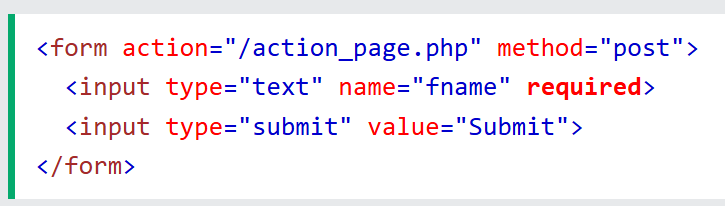 <form action="/action_page.php" method="post">
<input type="text" name="fname" required>
<input type="submit" value="Submit">
</form>